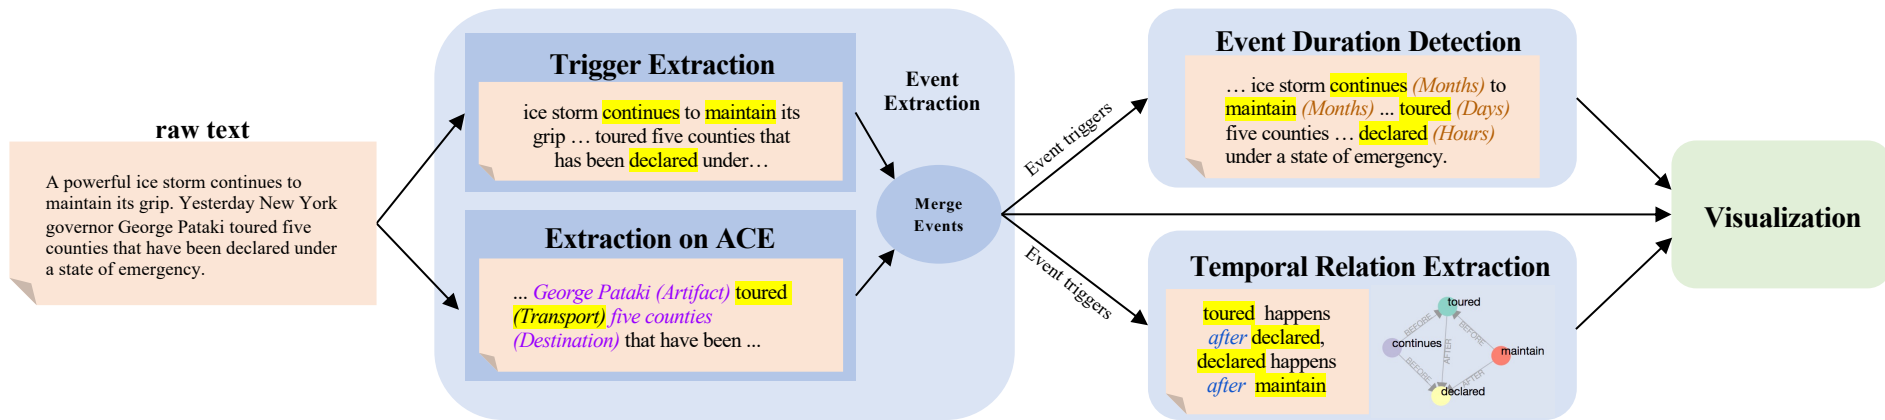 raw text
A powerful ice storm continues to
maintain its grip. Yesterday New York
governor George Pataki toured five
counties that have been declared under
a state of emergency.
Trigger Extraction
ice storm continues to maintain its
grip … toured five counties that
has been declared under…
Extraction on ACE
... George Pataki (Artifact) toured
(Transport) five counties
(Destination) that have been ...
Event
Extraction
Merge
Events
Event triggers
Event triggers
Event Duration Detection
… ice storm continues (Months) to
maintain (Months) ... toured (Days)
five counties … declared (Hours)
under a state of emergency.
Temporal Relation Extraction
toured happens
after declared,
declared happens
after maintain
toured
BEFORE
BEFORE
continues
AFTER
maintain
BEFORE
AFTER
declared
Visualization